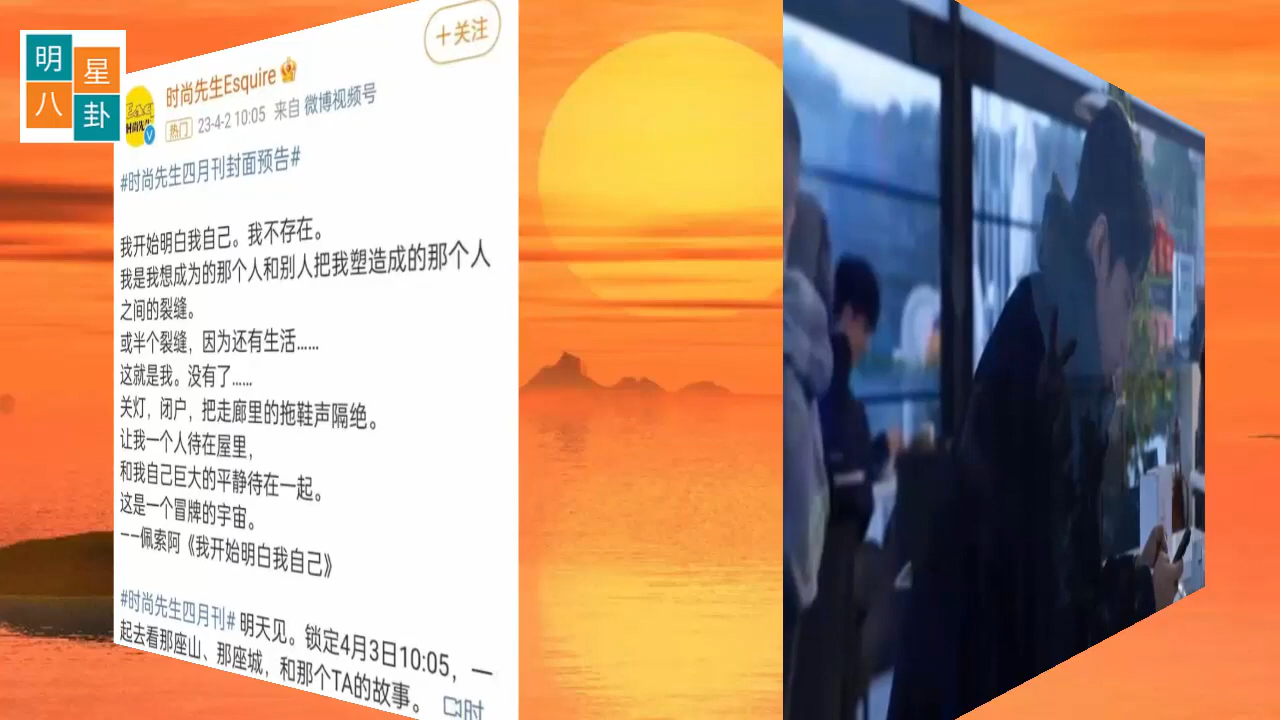 明星
八卦
+关注
时尚先生Esquire
热门 23-4-2 10:05 来自 微博视频号
#时尚先生四月刊封面预告#
我开始明白我自己。我不存在。
我是我想成为的那个人和别人把我塑造成的那个人
之间的裂缝。
或半个裂缝，因为还有生活……
这就是我。没有了……
关灯，闭户，把走廊里的拖鞋声隔绝。
让我一个人待在屋里，
和我自己巨大的平静待在一起。
这是一个冒牌的宇宙。
——佩索阿《我开始明白我自己》
#时尚先生四月刊# 明天见。锁定4月3日10:05，一
起去看那座山、那座城，和那个TA的故事。 时